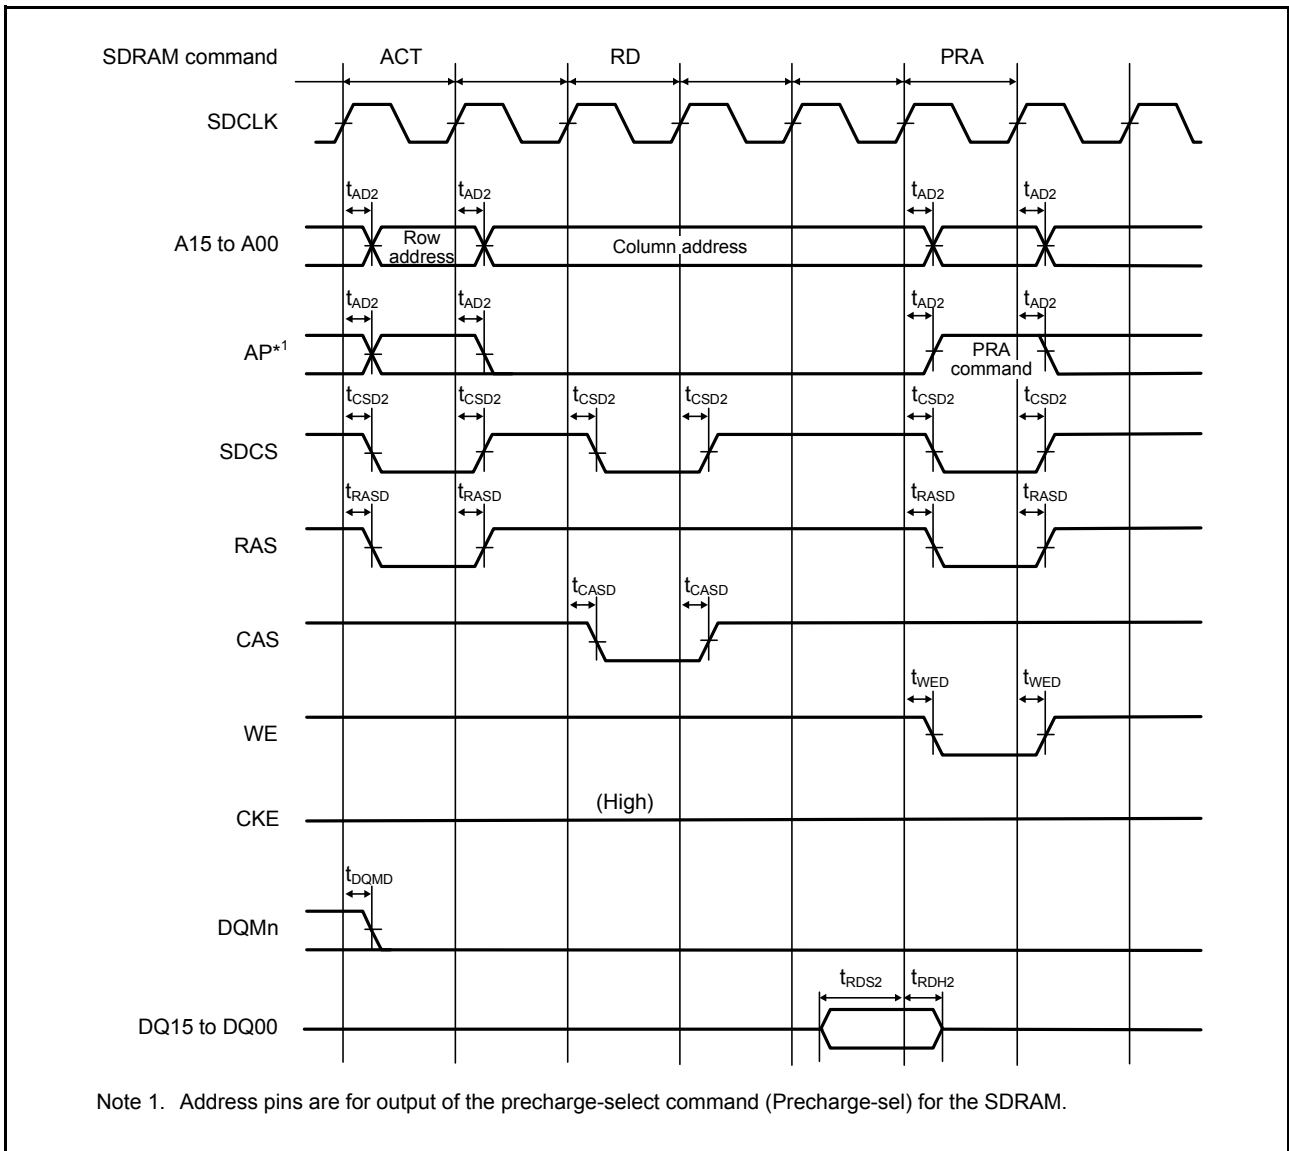 SDRAM command ACT RD PRA
SDCLK
tAD2 tAD2 tAD2 tAD2
A15 to A00 Row address Column address
tAD2 tAD2 tAD2 tAD2
AP*1 PRA command
tCSD2 tCSD2 tCSD2 tCSD2 tCSD2 tCSD2
SDCS
tRASD tRASD tRASD tRASD
RAS
tCASD tCASD
CAS
tWED tWED
WE
(High)
CKE
tDQMD
DQMn
tRDS2 tRDH2
DQ15 to DQ00
Note 1. Address pins are for output of the precharge-select command (Precharge-sel) for the SDRAM.